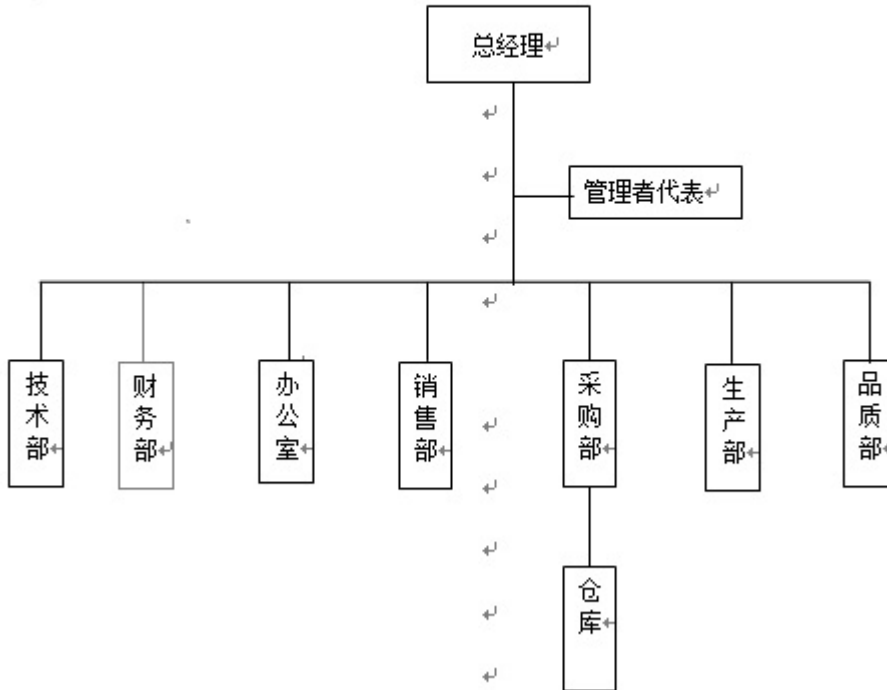 总经理
管理者代表
技术部
财务部
办公室
销售部
采购部
生产部
品质部
仓库